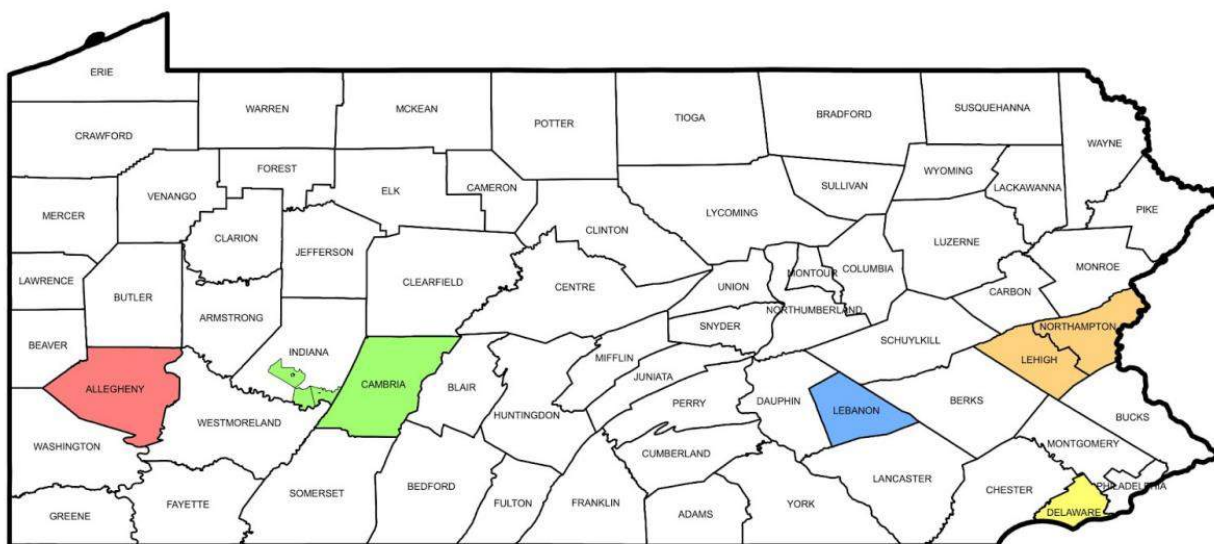 ERIE
WARREN
MCKEAN
POTTER
TIOGA
BRADFORD
SUSQUEHANNA
CRAWFORD
WAYNE
FOREST
WYOMING
VENANGO
ELK
CAMERON
SULLIVAN
LACKAWANNA
MERCER
LYCOMING
PIKE
CLARION
CLINTON
LUZERNE
JEFFERSON
LAWRENCE
CLEARFIELD
CENTRE
UNION
MONTOUR
COLUMBIA
MONROE
BUTLER
CARBON
ARMSTRONG
NORTHUMBERLAND
SNYDER
NORTHAMPTON
BEAVER
SCHUYLKILL
INDIANA
MIFFLIN
LEHIGH
ALLEGHENY
CAMBRIA
BLAIR
JUNIATA
PERRY
DAUPHIN
LEBANON
BERKS
HUNTINGDON
BUCKS
WESTMORELAND
WASHINGTON
CUMBERLAND
MONTGOMERY
LANCASTER
PHILADELPHIA
SOMERSET
BEDFORD
FULTON
FRANKLIN
YORK
CHESTER
FAYETTE
GREENE
ADAMS
DELAWARE